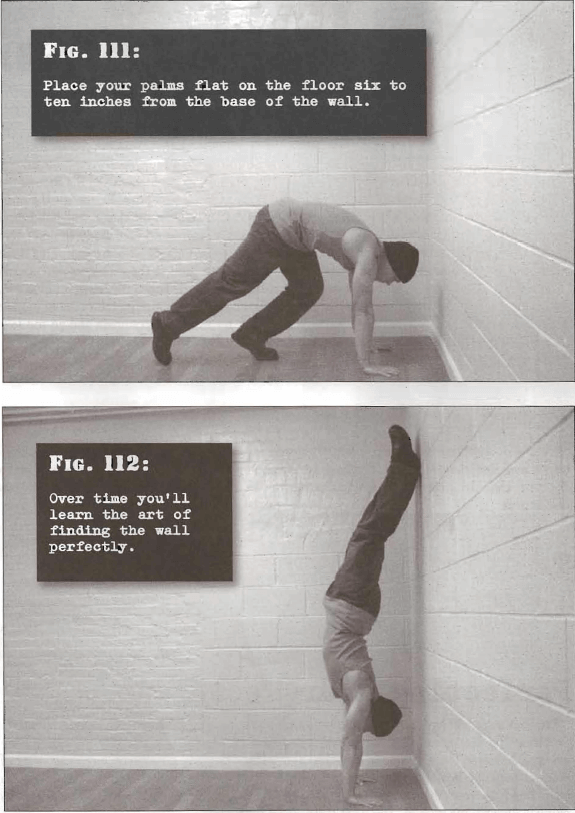 FIG. 111:
Place your palms flat on the floor six to
ten inches from the base of the wall.
FIG. 112:
Over time you'll
learn the art of
finding the wall
perfectly.